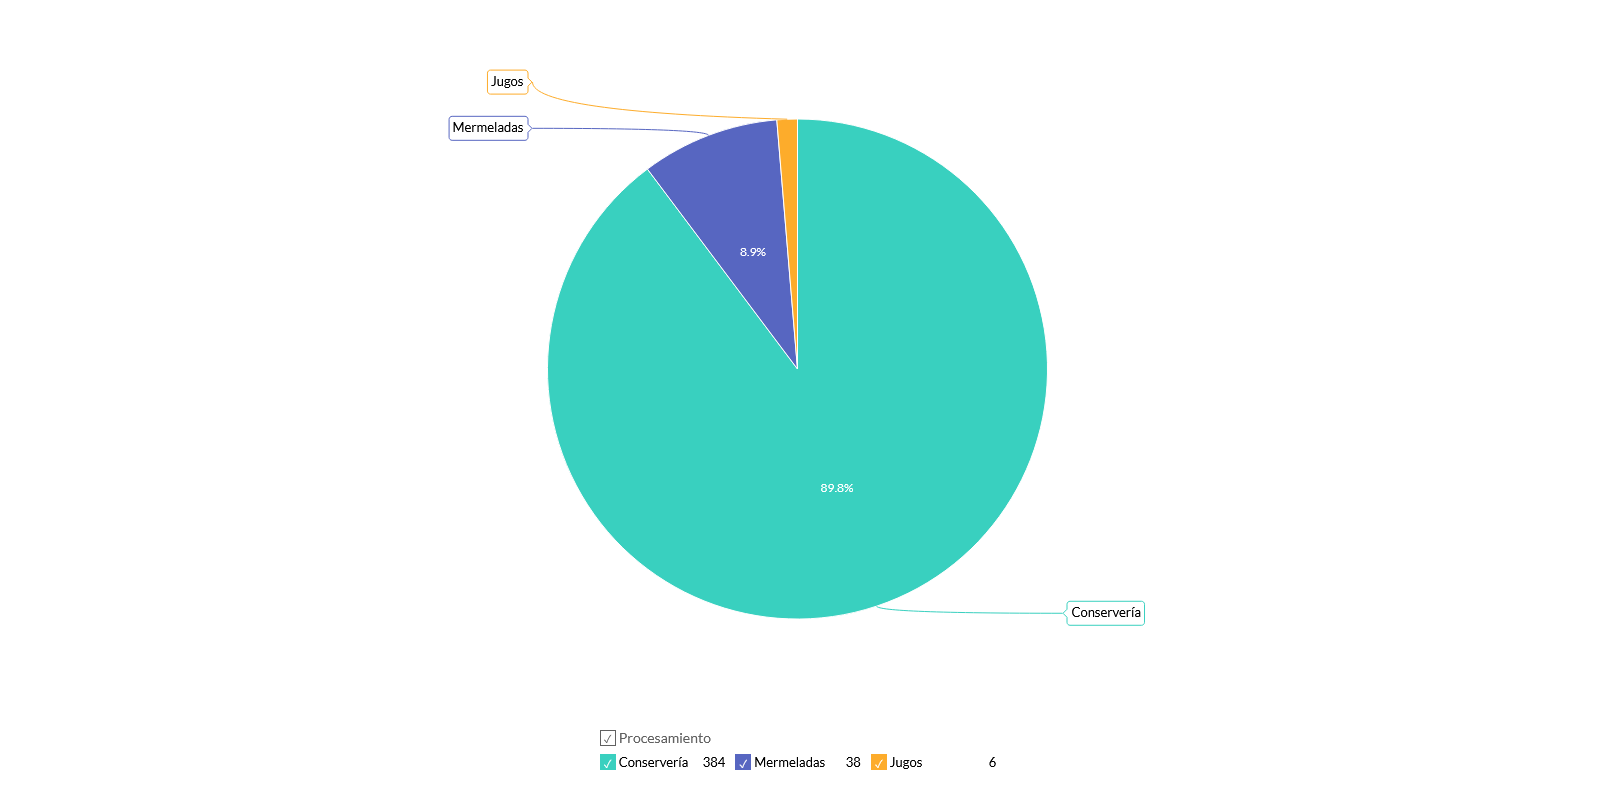 Jugos
Mermeladas
8.9%
89.8%
Conservería
Procesamiento
Conservería 384 Mermeladas 38 Jugos 6